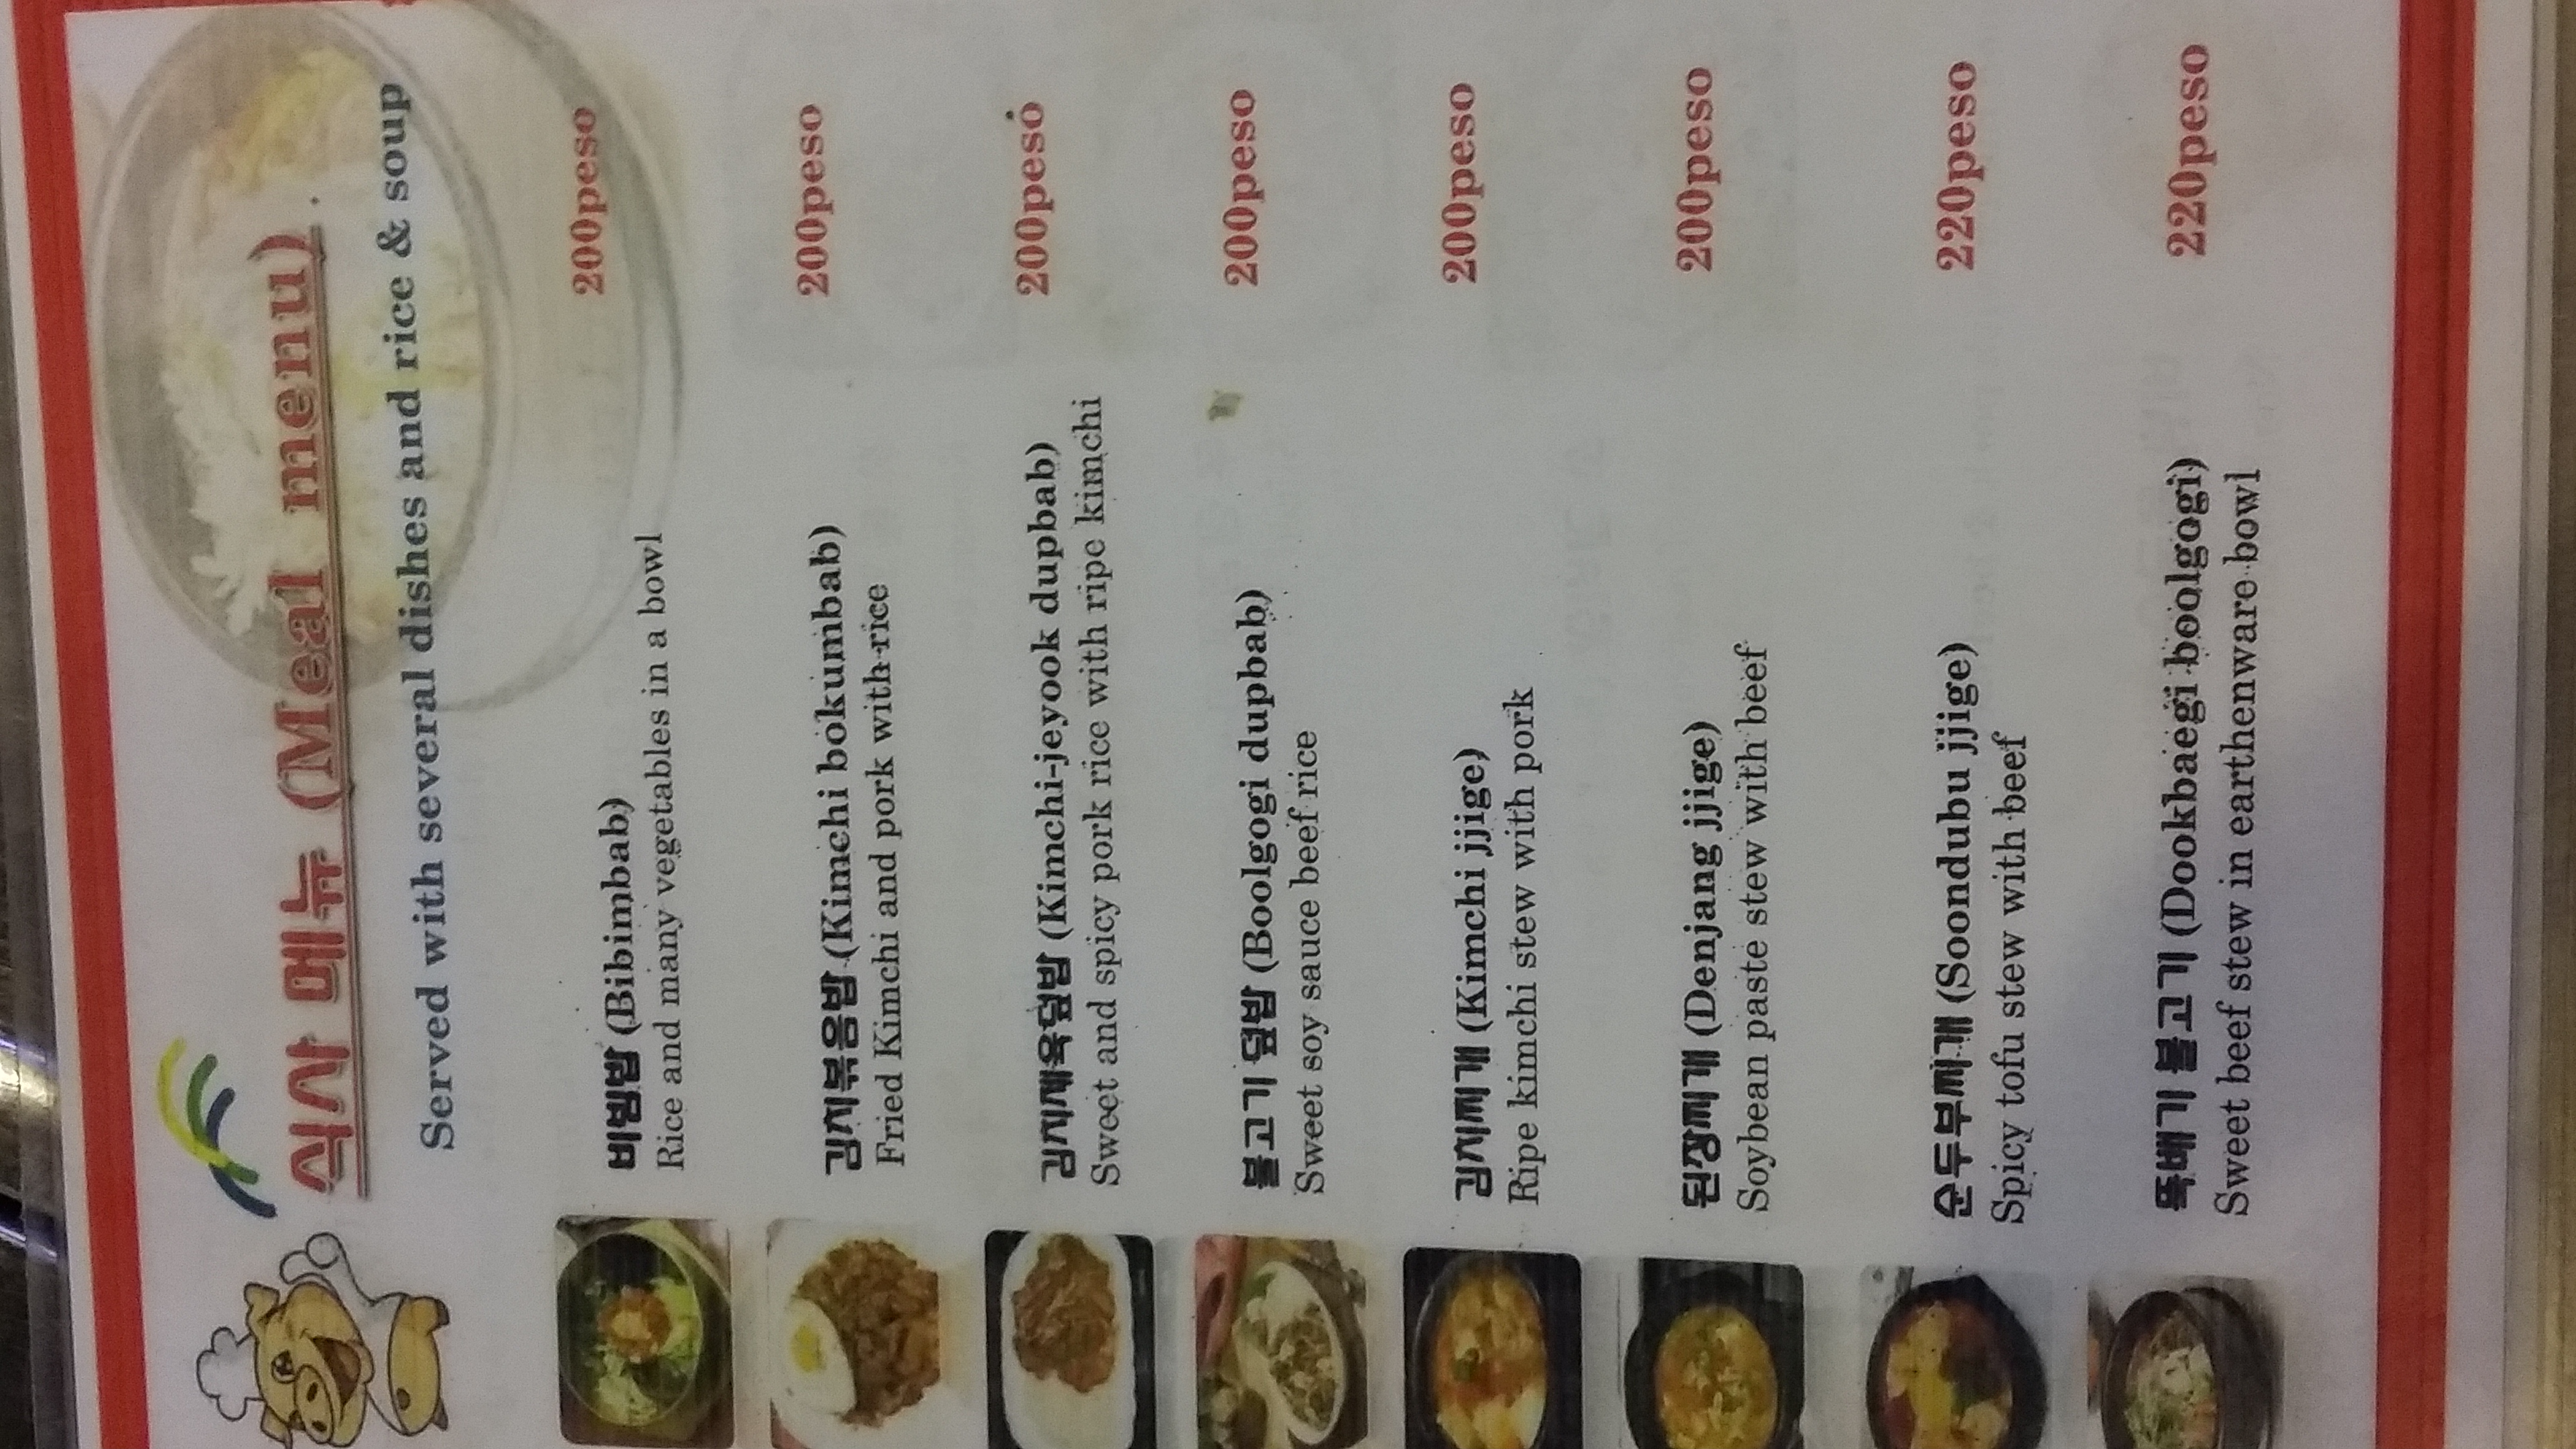 식사 메뉴 (Meal menu)
Served with several dishes and rice & soup
비빔밥 (Bibimbab)
200peso
Rice and many vegetables in a bowl
김치볶음밥 (Kimchi bokumbab)
200peso
Fried Kimchi and pork with rice
김치제육덮밥 (Kimchi-jeyook dupbab)
200peso
Sweet and spicy pork rice with ripe kimchi
불고기 덮밥 (Boolgogi dupbab)
200peso
Sweet soy sauce beef rice
김치찌개 (Kimchi jjige)
200peso
Ripe kimchi stew with pork
된장찌개 (Denjang jjige)
200peso
Soybean paste stew with beef
순두부찌개 (Soondubu jjige)
220peso
Spicy tofu stew with beef
뚝배기 불고기 (Dookbaegi boolgogi)
220peso
Sweet beef stew in earthenware bowl